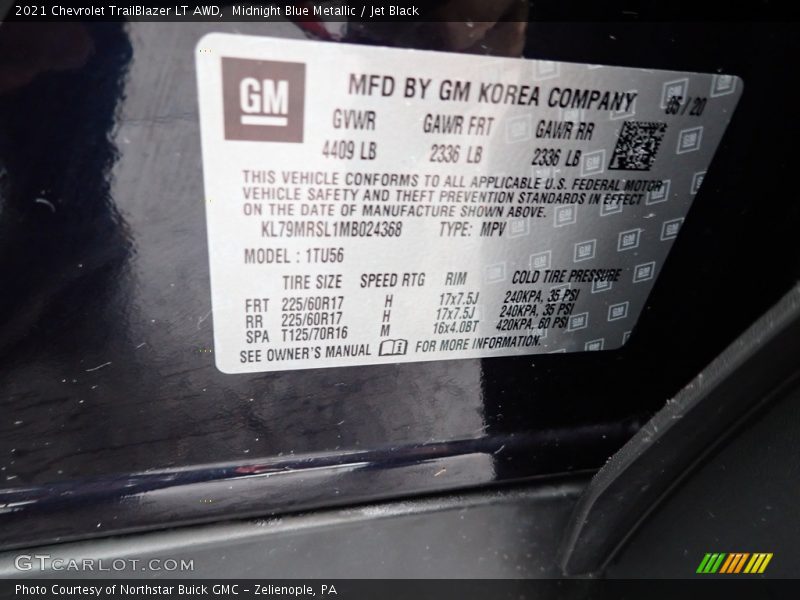 2021 Chevrolet TrailBlazer LT AWD,  Midnight Blue Metallic / Jet Black
GM
MFD BY GM KOREA COMPANY 05 / 20
GVWR GAWR FRT GAWR RR
4409 LB 2336 LB 2336 LB
THIS VEHICLE CONFORMS TO ALL APPLICABLE U.S. FEDERAL MOTOR
VEHICLE SAFETY AND THEFT PREVENTION STANDARDS IN EFFECT
ON THE DATE OF MANUFACTURE SHOWN ABOVE.
KL79MRSL1MB024368 TYPE: MPV
MODEL : 1TU56
TIRE SIZE SPEED RTG RIM COLD TIRE PRESSURE
FRT 225/60R17 H 17x7.5J 240KPA, 35 PSI
RR 225/60R17 H 17x7.5J 240KPA, 35 PSI
SPA T125/70R16 M 16x4.0BT 420KPA, 60 PSI
SEE OWNER'S MANUAL FOR MORE INFORMATION.
GTCARLOT.COM
Photo Courtesy of Northstar Buick GMC – Zelienople, PA